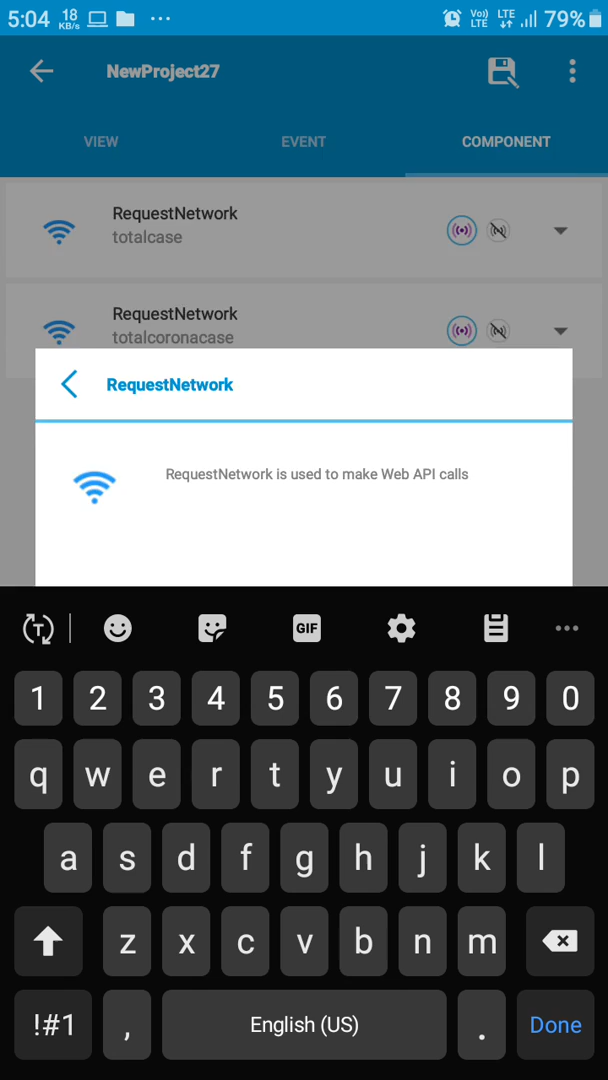 5:04 18 KB/s ... Vo)) LTE LTE 79%
NewProject27
VIEW EVENT COMPONENT
RequestNetwork
totalcase
RequestNetwork
totalcoronacase
RequestNetwork
RequestNetwork is used to make Web API calls
T GIF ...
1 2 3 4 5 6 7 8 9 0
q w e r t y u i o p
a s d f g h j k l
z x c v b n m
!#1 , English (US) . Done